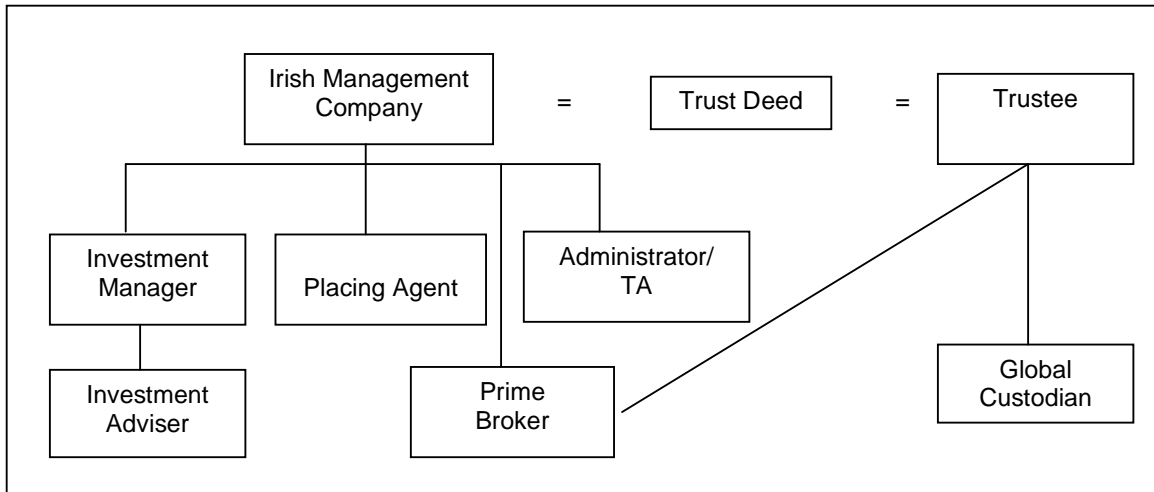 Irish Management
Company
=
Trust Deed
=
Trustee
Investment
Manager
Placing Agent
Administrator/
TA
Investment
Adviser
Prime
Broker
Global
Custodian